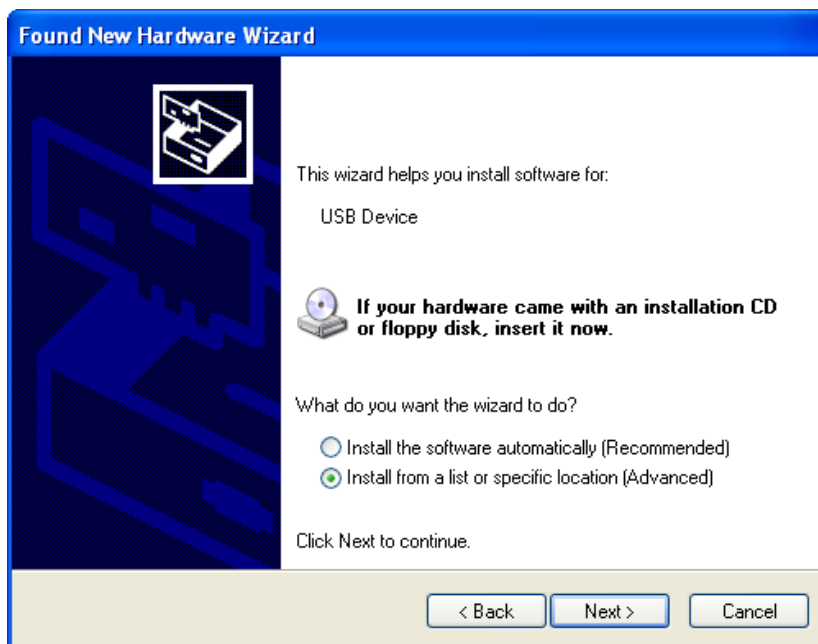 Found New Hardware Wizard
This wizard helps you install software for:
USB Device
If your hardware came with an installation CD
or floppy disk, insert it now.
What do you want the wizard to do?
Install the software automatically (Recommended)
Install from a list or specific location (Advanced)
Click Next to continue.
< Back
Next >
Cancel